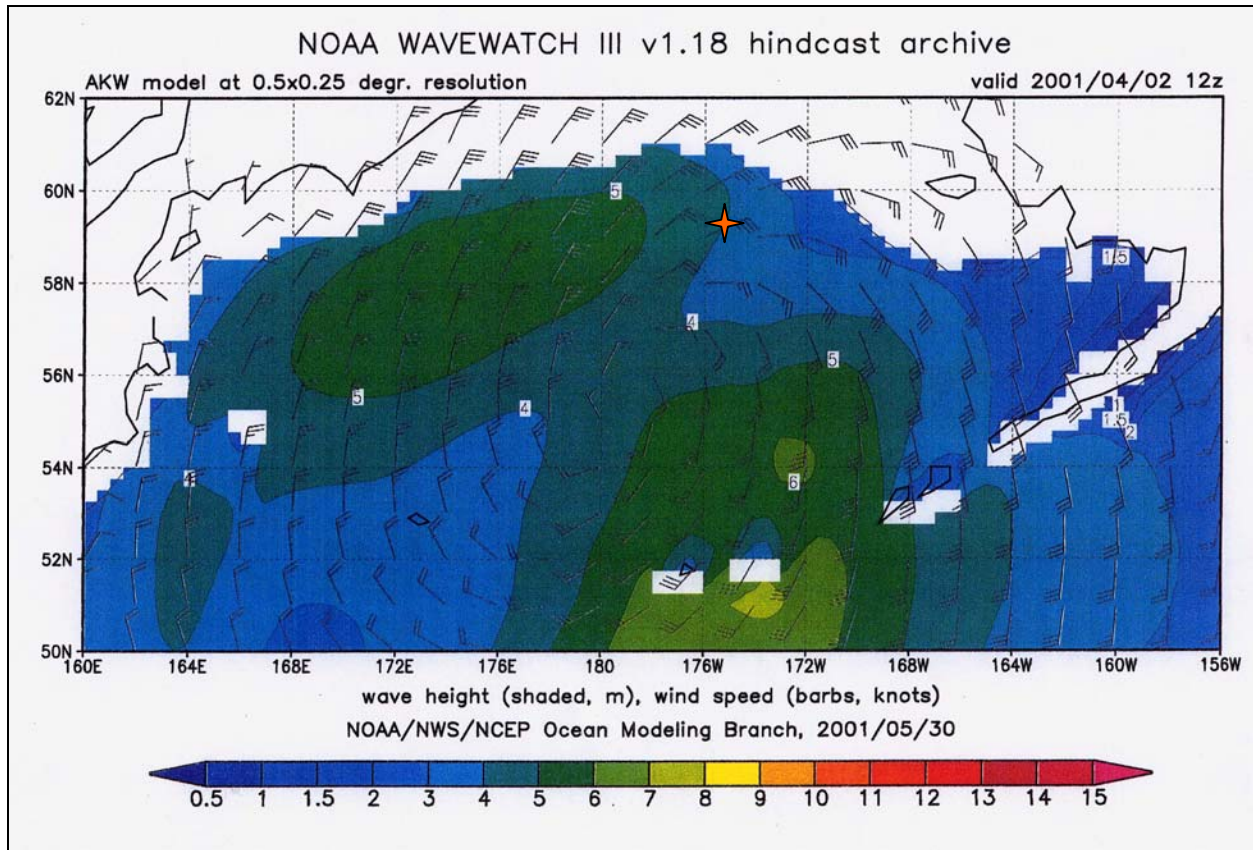 NOAA WAVEWATCH III v1.18 hindcast archive
AKW model at 0.5x0.25 degr. resolution valid 2001/04/02 12z
62N
60N
5
58N
1.5
4
5
56N
5
4
1
1.5
2
54N
4
6
52N
50N
160E 164E 168E 172E 176E 180 176W 172W 168W 164W 160W 156W
wave height (shaded, m), wind speed (barbs, knots)
NOAA/NWS/NCEP Ocean Modeling Branch, 2001/05/30
0.5 1 1.5 2 3 4 5 6 7 8 9 10 11 12 13 14 15